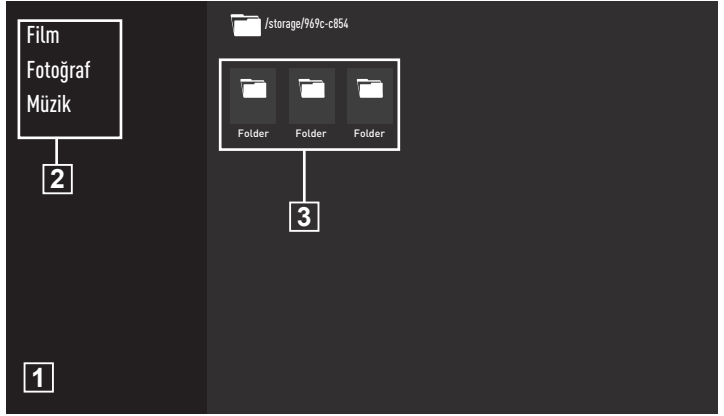 Film
Fotoğraf
Müzik
2
1
/storage/969c-c854
Folder Folder Folder
3